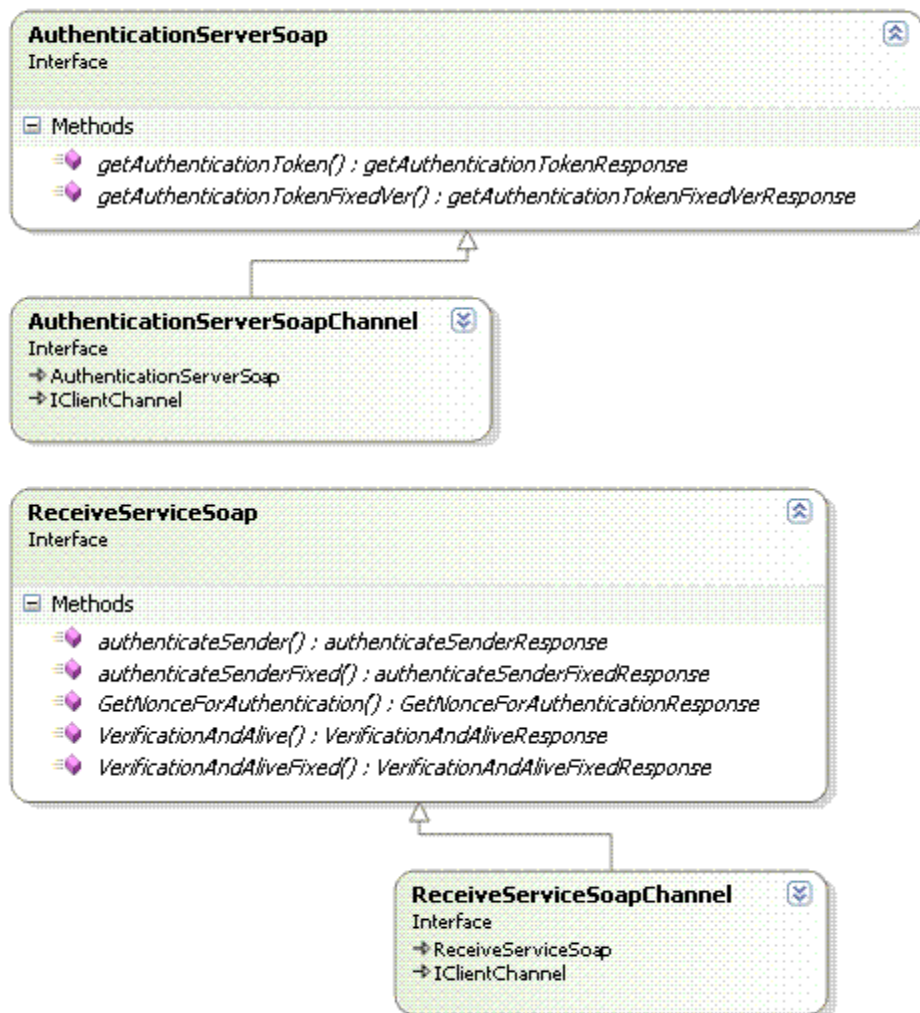 AuthenticationServerSoap
Interface
Methods
getAuthenticationToken() : getAuthenticationTokenResponse
getAuthenticationTokenFixedVer() : getAuthenticationTokenFixedVerResponse
AuthenticationServerSoapChannel
Interface
AuthenticationServerSoap
IClientChannel
ReceiveServiceSoap
Interface
Methods
authenticateSender() : authenticateSenderResponse
authenticateSenderFixed() : authenticateSenderFixedResponse
GetNonceForAuthentication() : GetNonceForAuthenticationResponse
VerificationAndAlive() : VerificationAndAliveResponse
VerificationAndAliveFixed() : VerificationAndAliveFixedResponse
ReceiveServiceSoapChannel
Interface
ReceiveServiceSoap
IClientChannel